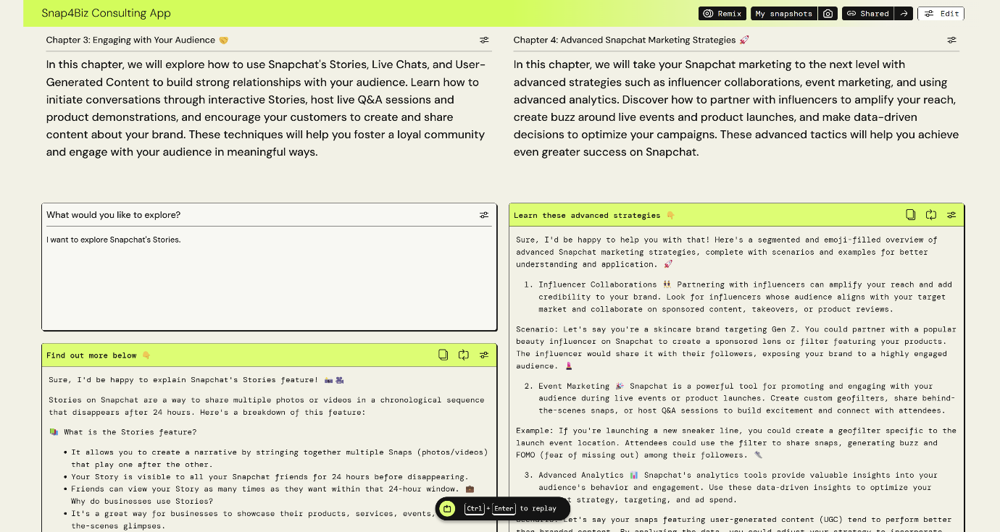 Snap4Biz Consulting App
Remix
My snapshots
Shared
Edit
Chapter 3: Engaging with Your Audience 🤝
In this chapter, we will explore how to use Snapchat's Stories, Live Chats, and User-
Generated Content to build strong relationships with your audience. Learn how to
initiate conversations through interactive Stories, host live Q&A sessions and
product demonstrations, and encourage your customers to create and share
content about your brand. These techniques will help you foster a loyal community
and engage with your audience in meaningful ways.
Chapter 4: Advanced Snapchat Marketing Strategies 🚀
In this chapter, we will take your Snapchat marketing to the next level with
advanced strategies such as influencer collaborations, event marketing, and using
advanced analytics. Discover how to partner with influencers to amplify your reach,
create buzz around live events and product launches, and make data-driven
decisions to optimize your campaigns. These advanced tactics will help you achieve
even greater success on Snapchat.
What would you like to explore?
I want to explore Snapchat's Stories.
Find out more below 👇
Sure, I'd be happy to explain Snapchat's Stories feature! 📸🎥
Stories on Snapchat are a way to share multiple photos or videos in a chronological sequence
that disappears after 24 hours. Here's a breakdown of this feature:
📚 What is the Stories feature?
• It allows you to create a narrative by stringing together multiple Snaps (photos/videos)
that play one after the other.
• Your Story is visible to all your Snapchat friends for 24 hours before disappearing.
• Friends can view your Story as many times as they want within that 24-hour window. 💼
Why do businesses use Stories?
• It's a great way for businesses to showcase their products, services, events,
the-scenes glimpses.
Learn these advanced strategies 👇
Sure, I'd be happy to help you with that! Here's a segmented and emoji-filled overview of
advanced Snapchat marketing strategies, complete with scenarios and examples for better
understanding and application. 🚀
1. Influencer Collaborations 👯 Partnering with influencers can amplify your reach and add
credibility to your brand. Look for influencers whose audience aligns with your target
market and collaborate on sponsored content, takeovers, or product reviews.
Scenario: Let's say you're a skincare brand targeting Gen Z. You could partner with a popular
beauty influencer on Snapchat to create a sponsored lens or filter featuring your products.
The influencer would share it with their followers, exposing your brand to a highly engaged
audience. 💄
2. Event Marketing 🎉 Snapchat is a powerful tool for promoting and engaging with your
audience during live events or product launches. Create custom geofilters, share behind-
the-scenes snaps, or host Q&A sessions to build excitement and connect with attendees.
Example: If you're launching a new sneaker line, you could create a geofilter specific to the
launch event location. Attendees could use the filter to share snaps, generating buzz and
FOMO (fear of missing out) among their followers. 👟
3. Advanced Analytics 📊 Snapchat's analytics tools provide valuable insights into your
audience's behavior and engagement. Use these data-driven insights to optimize your
strategy, targeting, and ad spend.
Scenario: Let's say your snaps featuring user-generated content (UGC) tend to perform better
than branded content. By analyzing the data, you could adjust your strategy to incorporate
Ctrl + Enter to replay